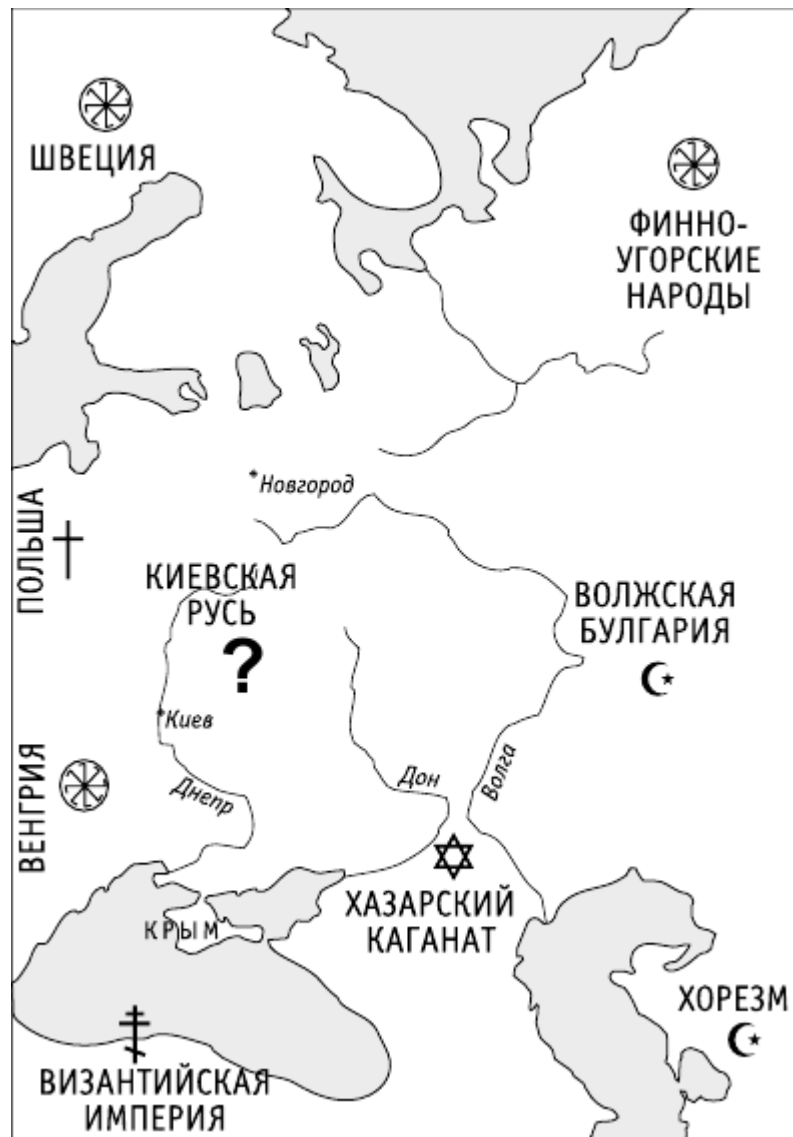 ШВЕЦИЯ
ФИННО-
УГОРСКИЕ
НАРОДЫ
Новгород
ПОЛЬША
КИЕВСКАЯ
РУСЬ
?
ВОЛЖСКАЯ
БУЛГАРИЯ
Киев
ВЕНГРИЯ
Днепр
Дон
Волга
ХАЗАРСКИЙ
КАГАНАТ
КРЫМ
ХОРЕЗМ
ВИЗАНТИЙСКАЯ
ИМПЕРИЯ